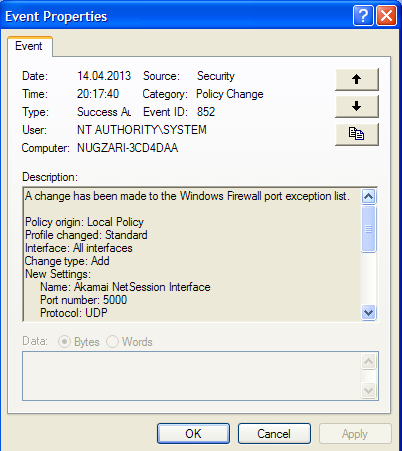 Event Properties
Event
Date: 14.04.2013 Source: Security
Time: 20:17:40 Category: Policy Change
Type: Success Au Event ID: 852
User: NT AUTHORITY\SYSTEM
Computer: NUGZARI-3CD4DAA
Description:
A change has been made to the Windows Firewall port exception list.
Policy origin: Local Policy
Profile changed: Standard
Interface: All interfaces
Change type: Add
New Settings:
Name: Akamai NetSession Interface
Port number: 5000
Protocol: UDP
Data: Bytes Words
OK Cancel Apply